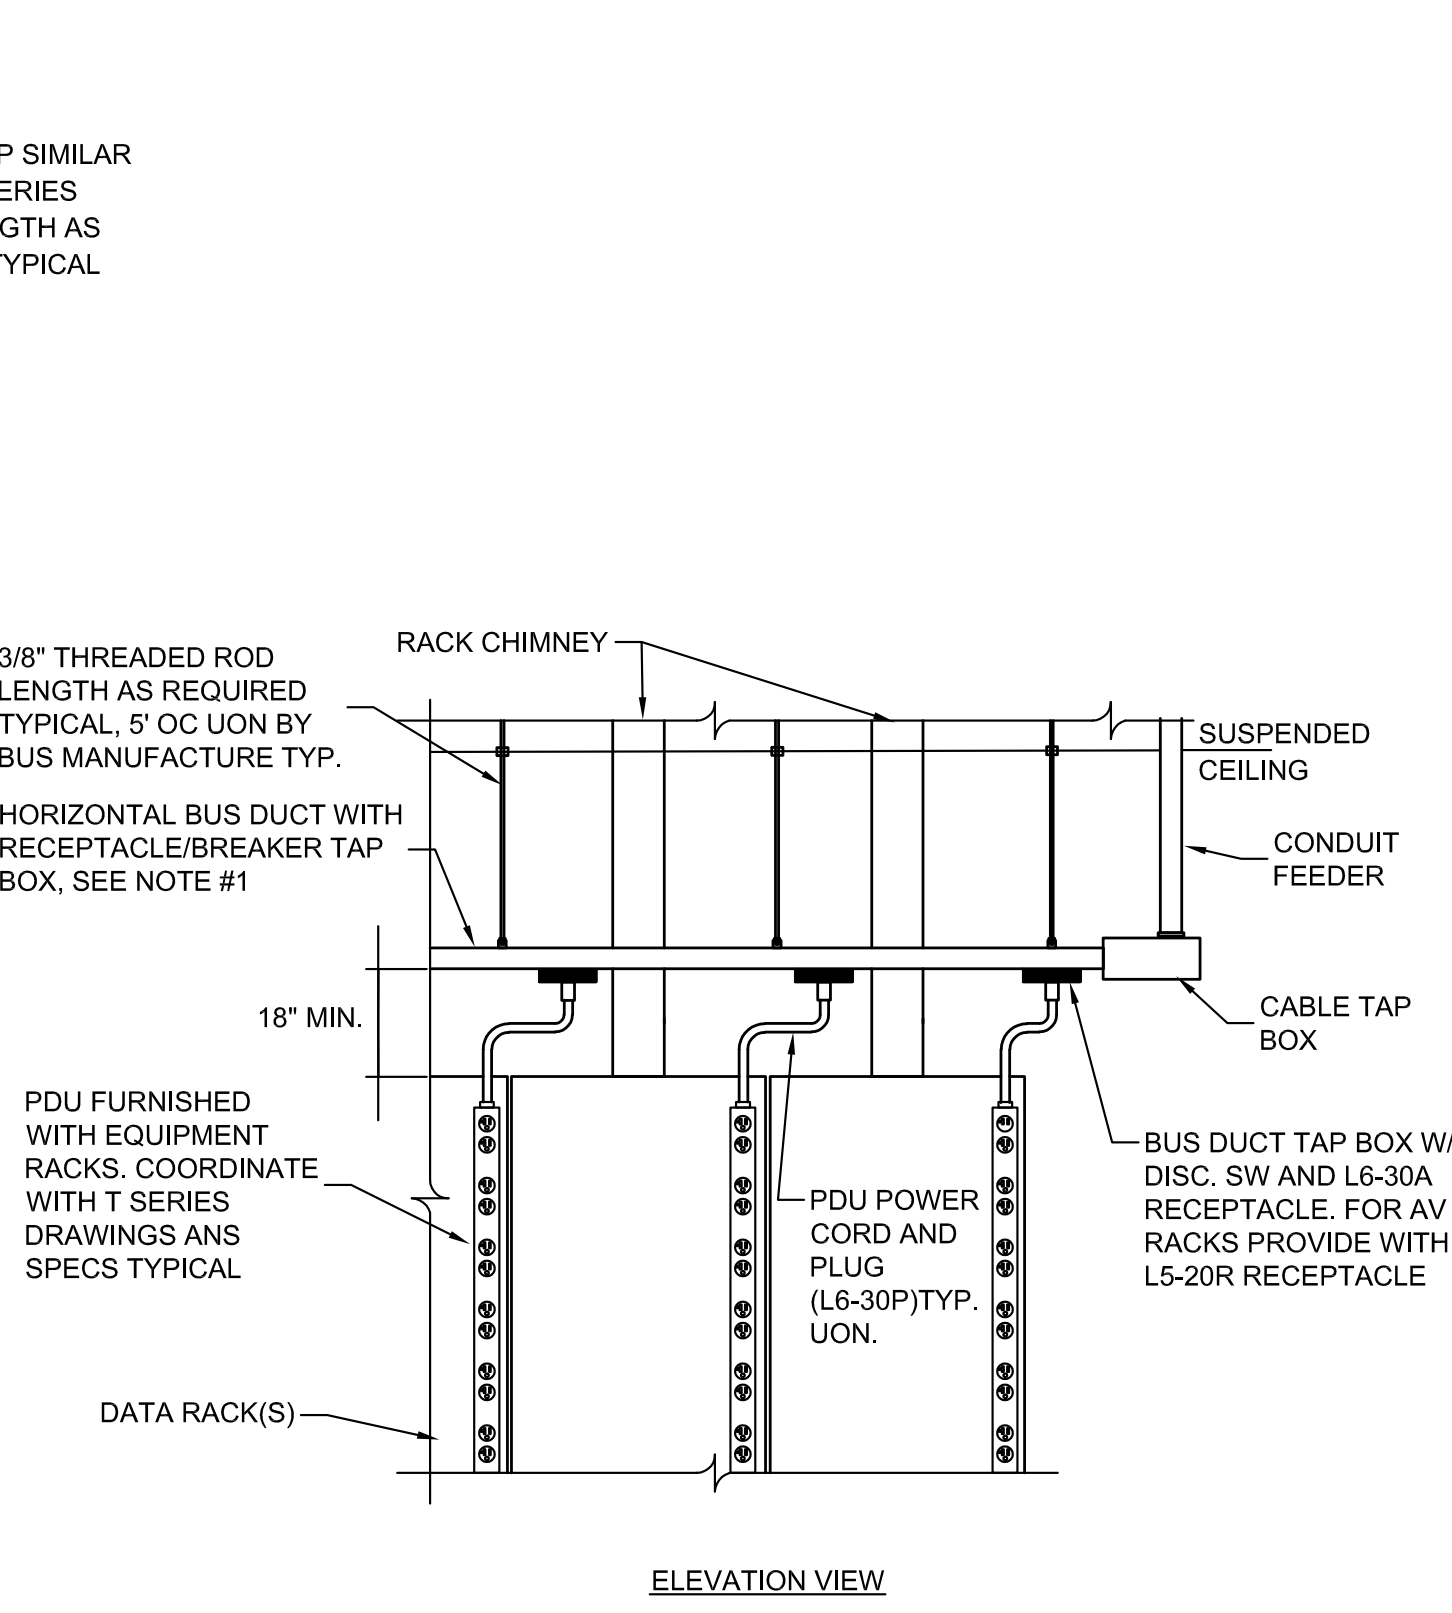 P SIMILAR
ERIES
GTH AS
TYPICAL
RACK CHIMNEY
3/8" THREADED ROD
LENGTH AS REQUIRED
TYPICAL, 5' OC UON BY
BUS MANUFACTURE TYP.
SUSPENDED
CEILING
HORIZONTAL BUS DUCT WITH
RECEPTACLE/BREAKER TAP
BOX, SEE NOTE #1
CONDUIT
FEEDER
18" MIN.
CABLE TAP
BOX
PDU FURNISHED
WITH EQUIPMENT
RACKS. COORDINATE
WITH T SERIES
DRAWINGS ANS
SPECS TYPICAL
PDU POWER
CORD AND
PLUG
(L6-30P)TYP.
UON.
BUS DUCT TAP BOX W/
DISC. SW AND L6-30A
RECEPTACLE. FOR AV
RACKS PROVIDE WITH
L5-20R RECEPTACLE
DATA RACK(S)
ELEVATION VIEW